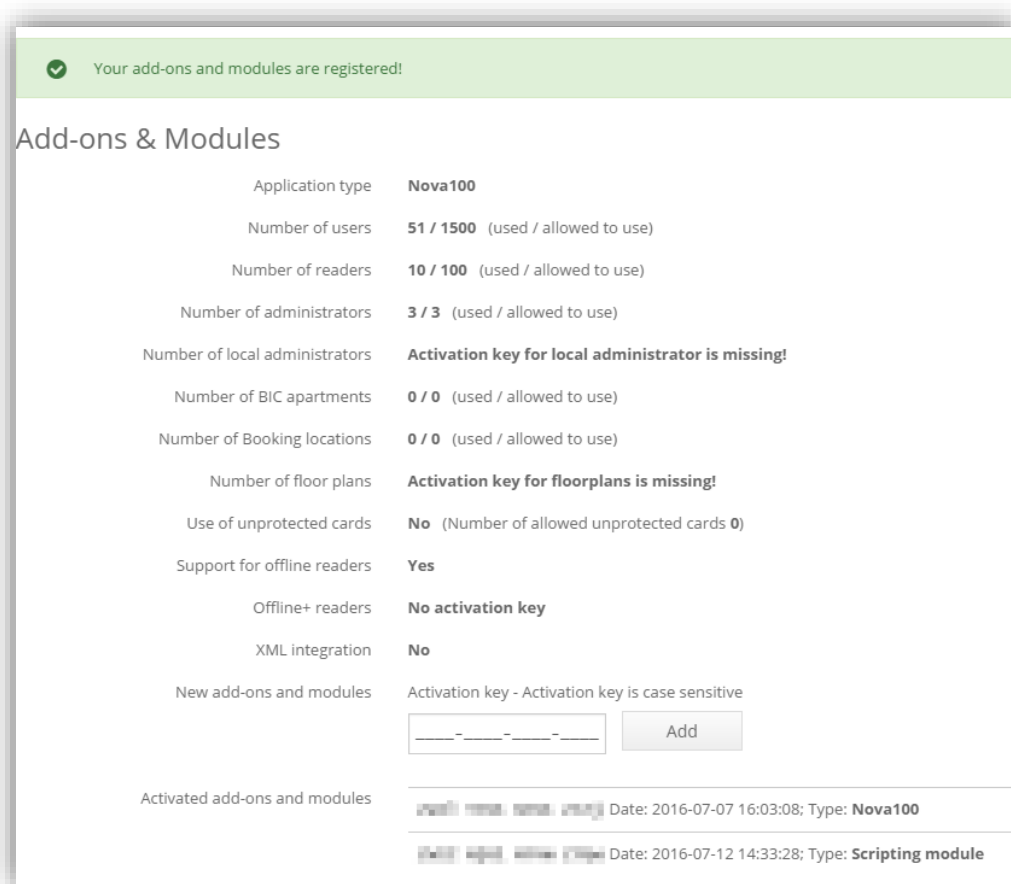 Your add-ons and modules are registered!
Add-ons & Modules
Application type Nova100
Number of users 51 / 1500 (used / allowed to use)
Number of readers 10 / 100 (used / allowed to use)
Number of administrators 3 / 3 (used / allowed to use)
Number of local administrators Activation key for local administrator is missing!
Number of BIC apartments 0 / 0 (used / allowed to use)
Number of Booking locations 0 / 0 (used / allowed to use)
Number of floor plans Activation key for floorplans is missing!
Use of unprotected cards No (Number of allowed unprotected cards 0)
Support for offline readers Yes
Offline+ readers No activation key
XML integration No
New add-ons and modules Activation key - Activation key is case sensitive
____-____-____-____ Add
Activated add-ons and modules Date: 2016-07-07 16:03:08; Type: Nova100
Date: 2016-07-12 14:33:28; Type: Scripting module